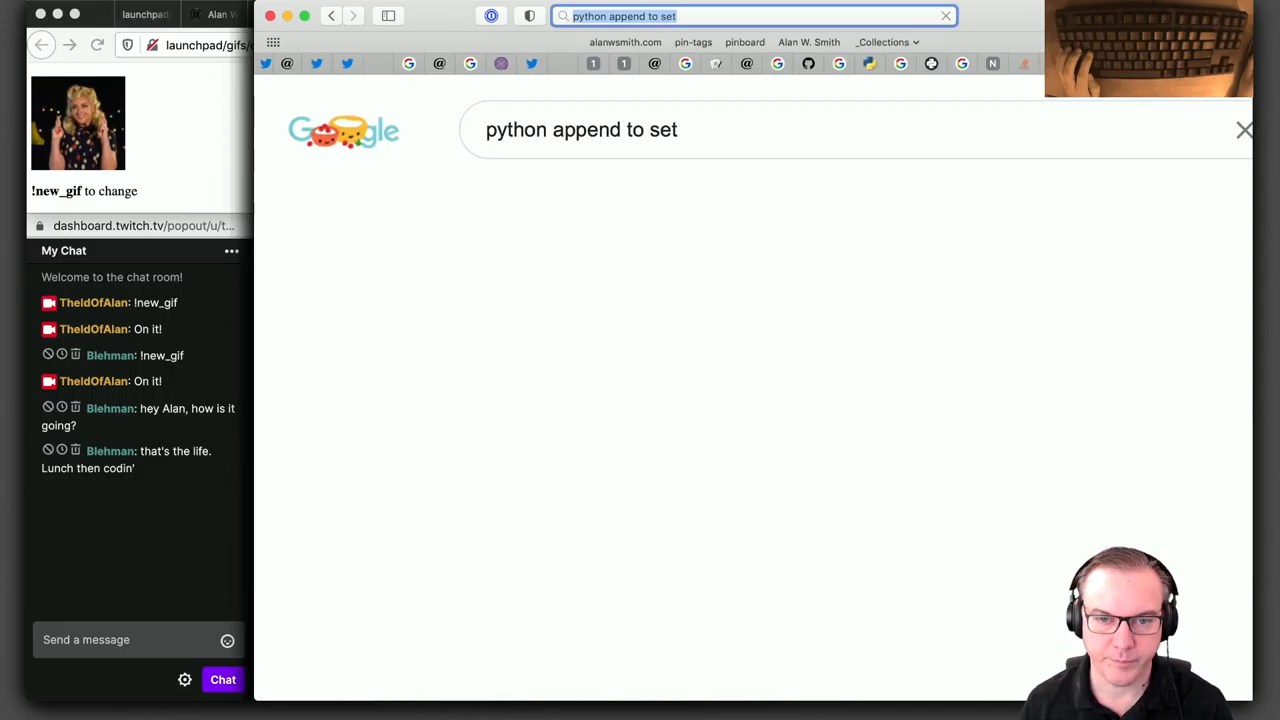 launchpad
Alan W
launchpad/gifs/
!new_gif to change
dashboard.twitch.tv/popout/u/t...
My Chat
Welcome to the chat room!
TheIdOfAlan: !new_gif
TheIdOfAlan: On it!
Blehman: !new_gif
TheIdOfAlan: On it!
Blehman: hey Alan, how is it
going?
Blehman: that's the life.
Lunch then codin'
Send a message
Chat
python append to set
alanwsmith.com
pin-tags
pinboard
Alan W. Smith
_Collections
Google
python append to set